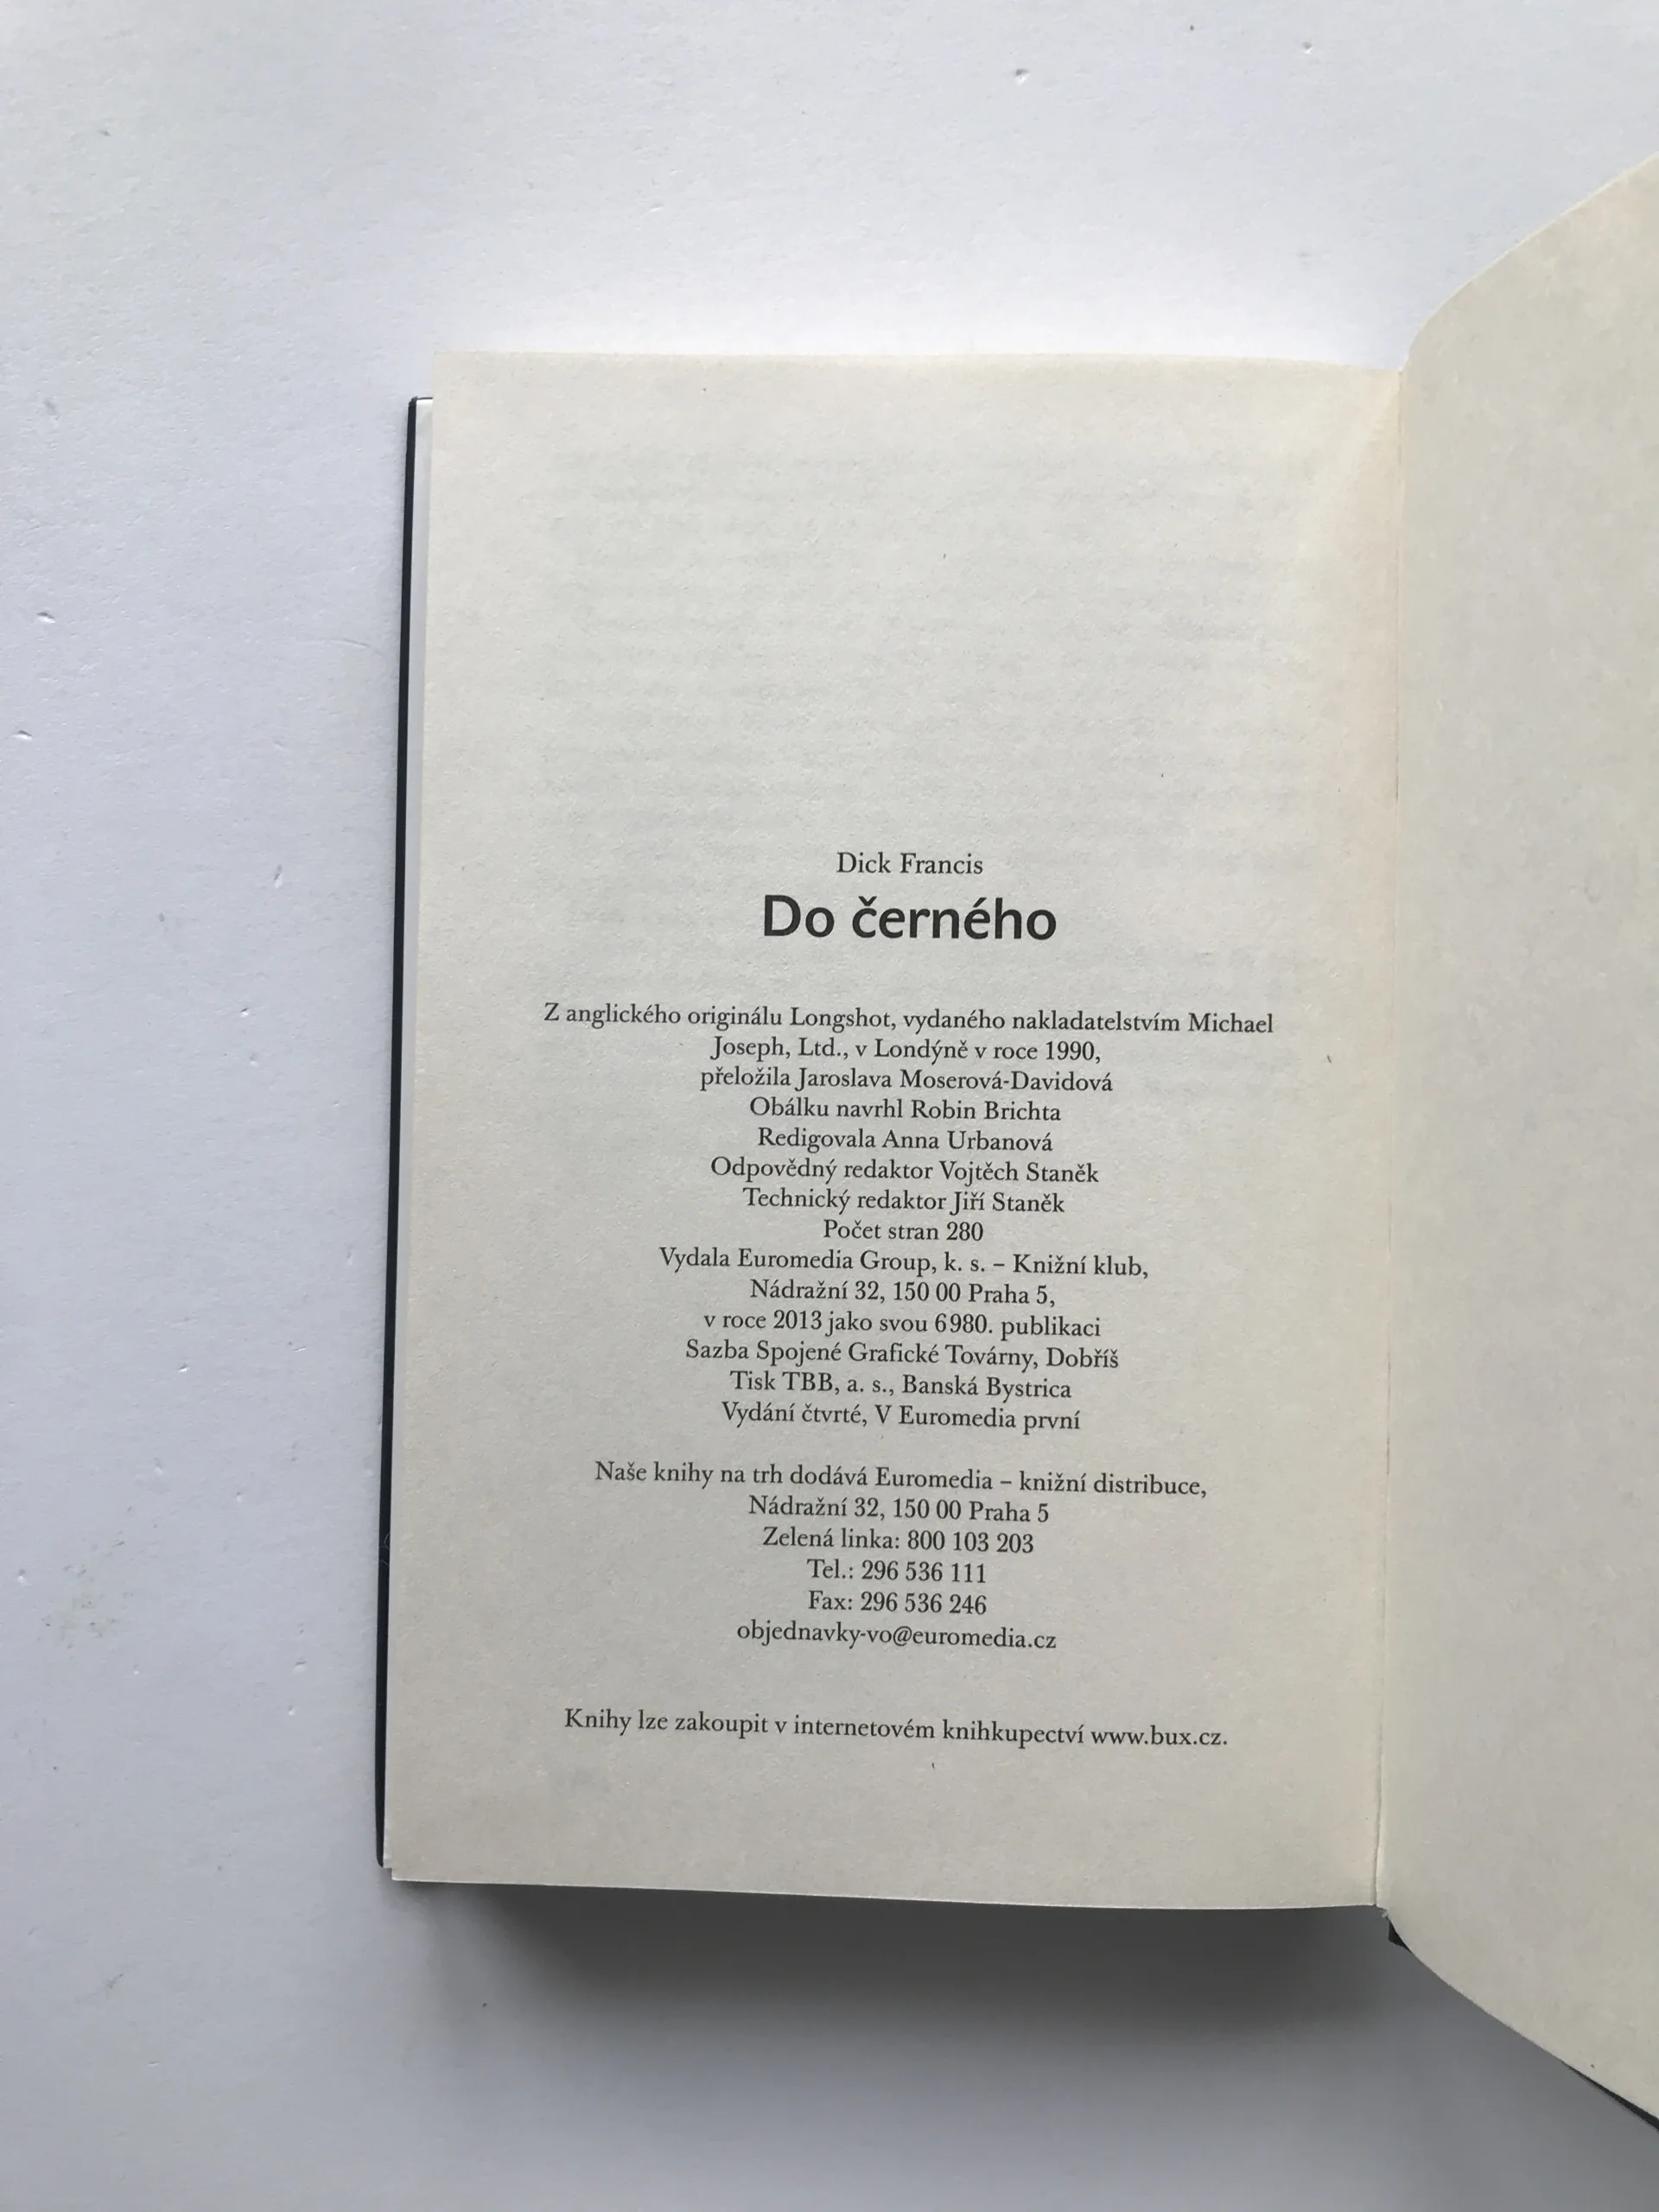 Dick Francis
Do černého
Z anglického originálu Longshot, vydaného nakladatelstvím Michael
Joseph, Ltd., v Londýně v roce 1990,
přeložila Jaroslava Moserová-Davidová
Obálku navrhl Robin Brichta
Redigovala Anna Urbanová
Odpovědný redaktor Vojtěch Staněk
Technický redaktor Jiří Staněk
Počet stran 280
Vydala Euromedia Group, k. s. – Knižní klub,
Nádražní 32, 150 00 Praha 5,
v roce 2013 jako svou 6980. publikaci
Sazba Spojené Grafické Továrny, Dobříš
Tisk TBB, a. s., Banská Bystrica
Vydání čtvrté, V Euromedia první
Naše knihy na trh dodává Euromedia – knižní distribuce,
Nádražní 32, 150 00 Praha 5
Zelená linka: 800 103 203
Tel.: 296 536 111
Fax: 296 536 246
objednavky-vo@euromedia.cz
Knihy lze zakoupit v internetovém knihkupectví www.bux.cz.